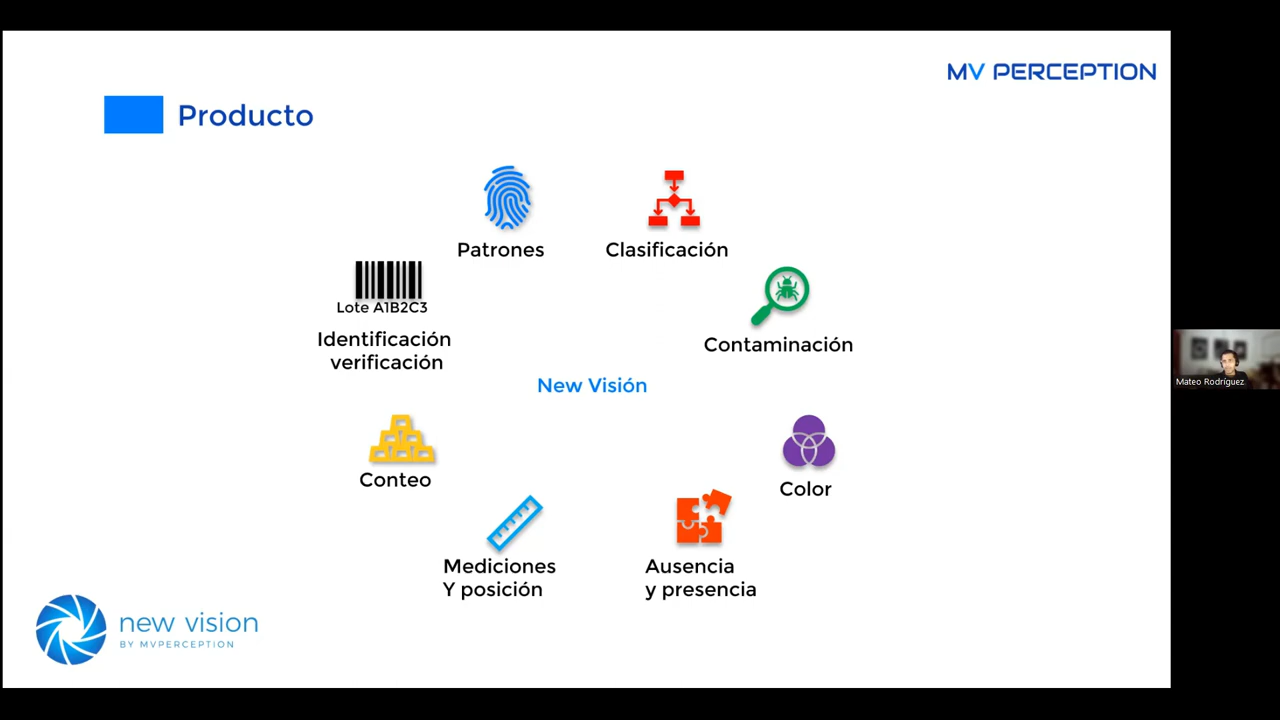 MV PERCEPTION
Producto
Patrones
Clasificación
Lote A1B2C3
Identificación
verificación
Contaminación
New Visión
Conteo
Color
Mediciones
Y posición
Ausencia
y presencia
new vision
BY MVPERCEPTION
Mateo Rodríguez